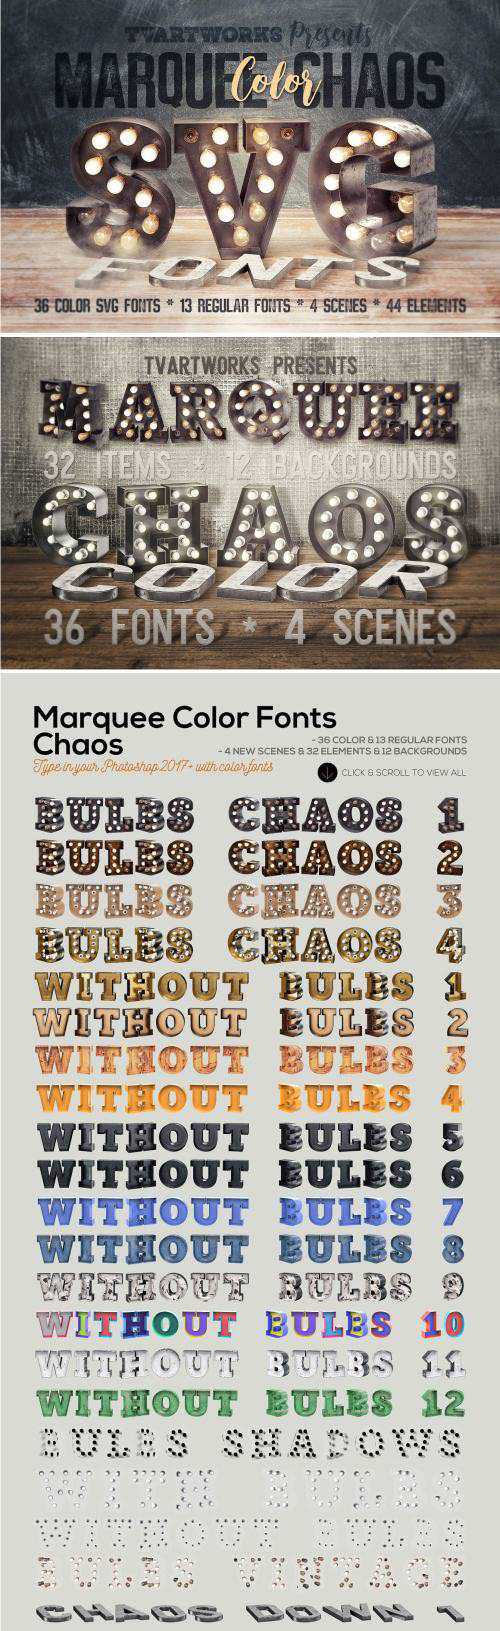 TVARTWORKS Presents
MARQUEE Color CHAOS
SVG
FONTS
36 COLOR SVG FONTS * 13 REGULAR FONTS * 4 SCENES * 44 ELEMENTS
TVARTWORKS PRESENTS
MARQUEE
32 ITEMS * 12 BACKGROUNDS
CHAOS
COLOR
36 FONTS * 4 SCENES
Marquee Color Fonts
Chaos
- 36 COLOR & 13 REGULAR FONTS
- 4 NEW SCENES & 32 ELEMENTS & 12 BACKGROUNDS
Type in your Photoshop 2017+ with color fonts
CLICK & SCROLL TO VIEW ALL
BULBS CHAOS 1
BULBS CHAOS 2
BULBS CHAOS 3
BULBS CHAOS 4
WITHOUT BULBS 1
WITHOUT BULBS 2
WITHOUT BULBS 3
WITHOUT BULBS 4
WITHOUT BULBS 5
WITHOUT BULBS 6
WITHOUT BULBS 7
WITHOUT BULBS 8
WITHOUT BULBS 9
WITHOUT BULBS 10
WITHOUT BULBS 11
WITHOUT BULBS 12
BULBS SHADOWS
WITH BULBS
WITHOUT BULBS
BULBS VINTAGE
CHAOS DOWN 1